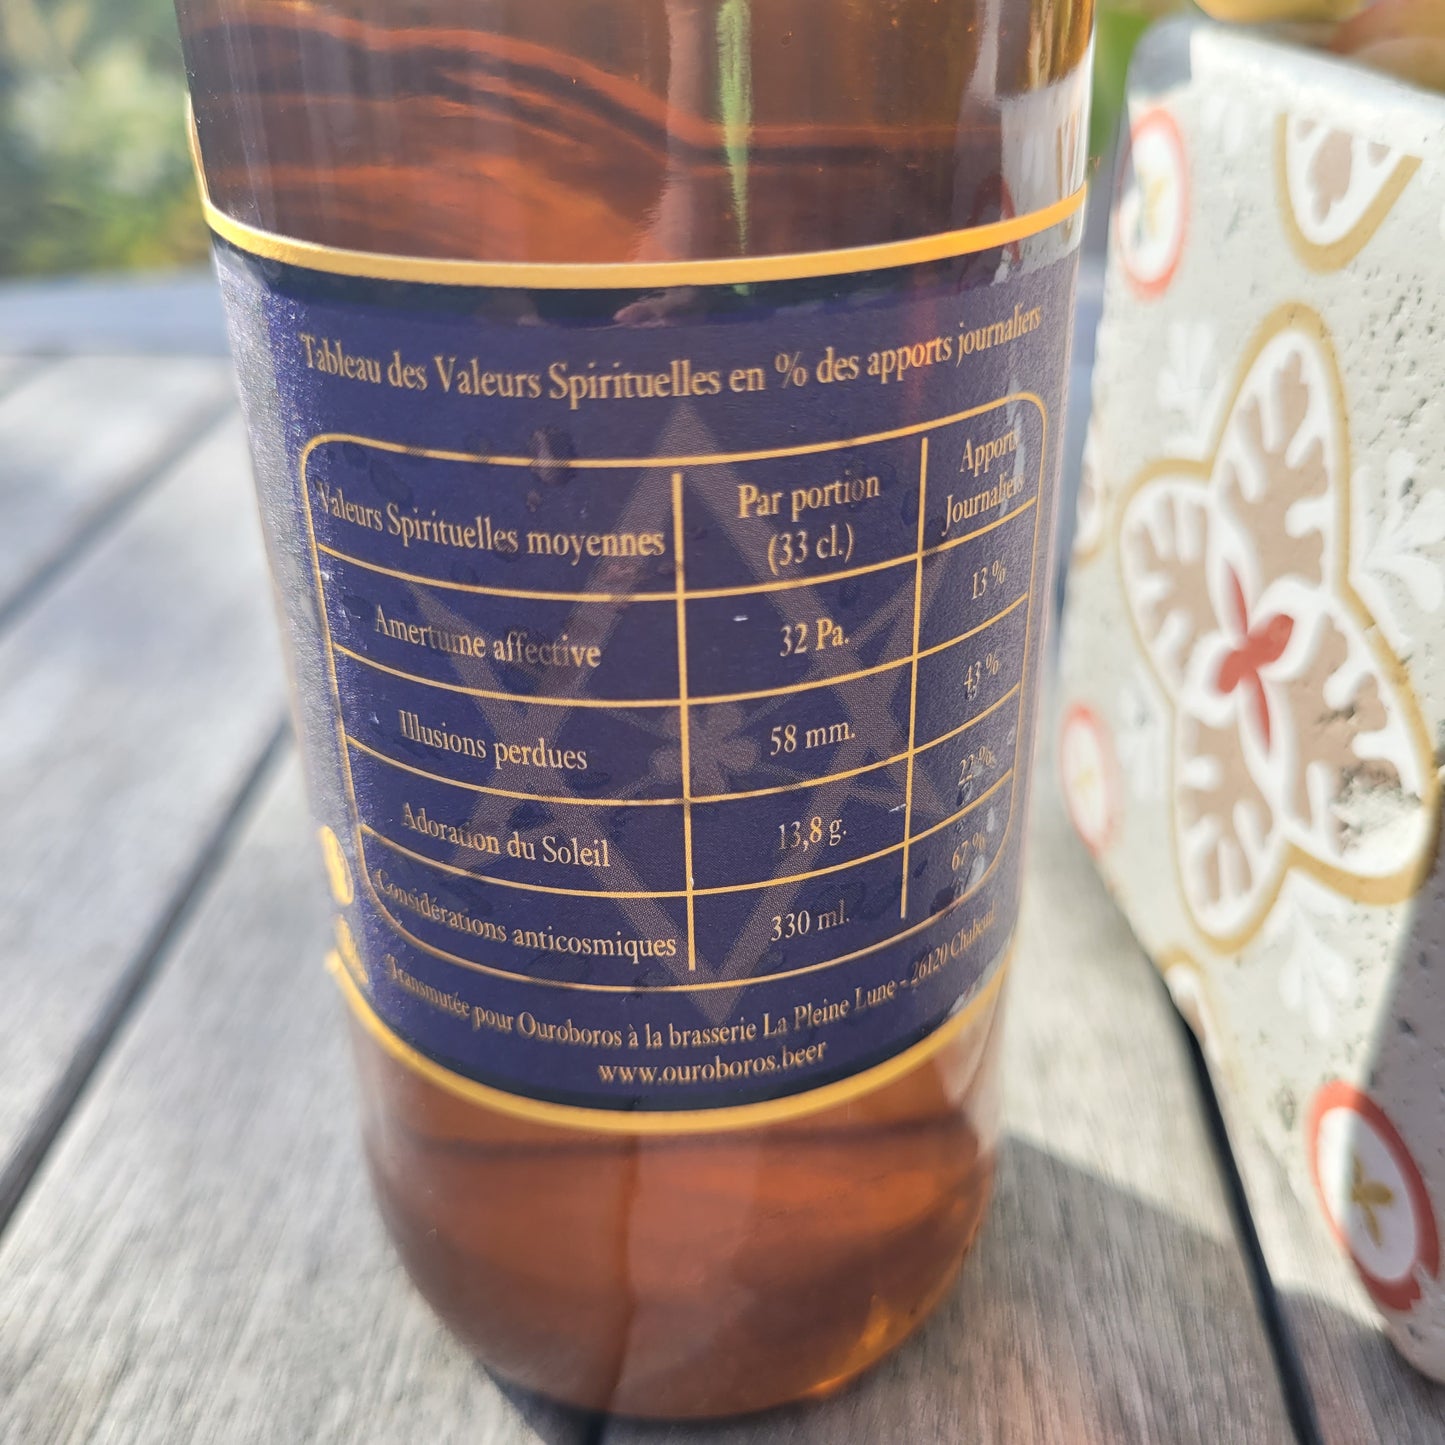 Tableau des Valeurs Spirituelles en % des apports journaliers
Valeurs Spirituelles moyennes Par portion (33 cl.) Apports Journaliers
Amertume affective 32 Pa. 13 %
Illusions perdues 58 mm. 43 %
Adoration du Soleil 13,8 g. 22 %
Considérations anticosmiques 330 ml. 67 %
Transmutée pour Ouroboros à la brasserie La Pleine Lune - 26120 Chabeuil
www.ouroboros.beer